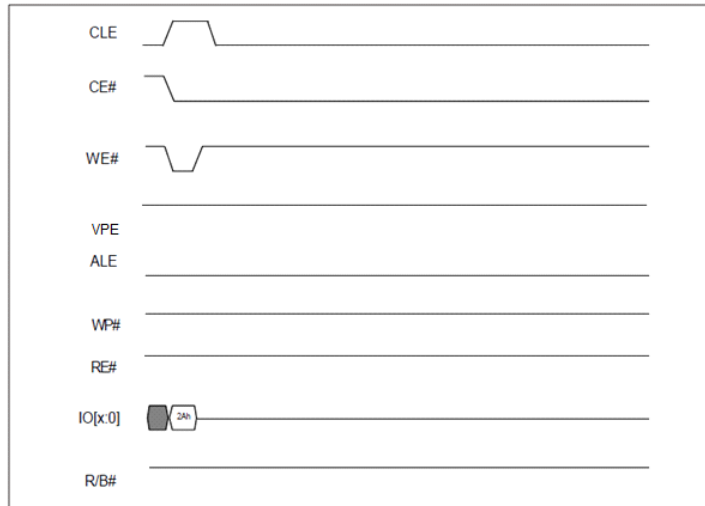 CLE
CE#
WE#
VPE
ALE
WP#
RE#
IO[x:0]
2Ah
R/B#